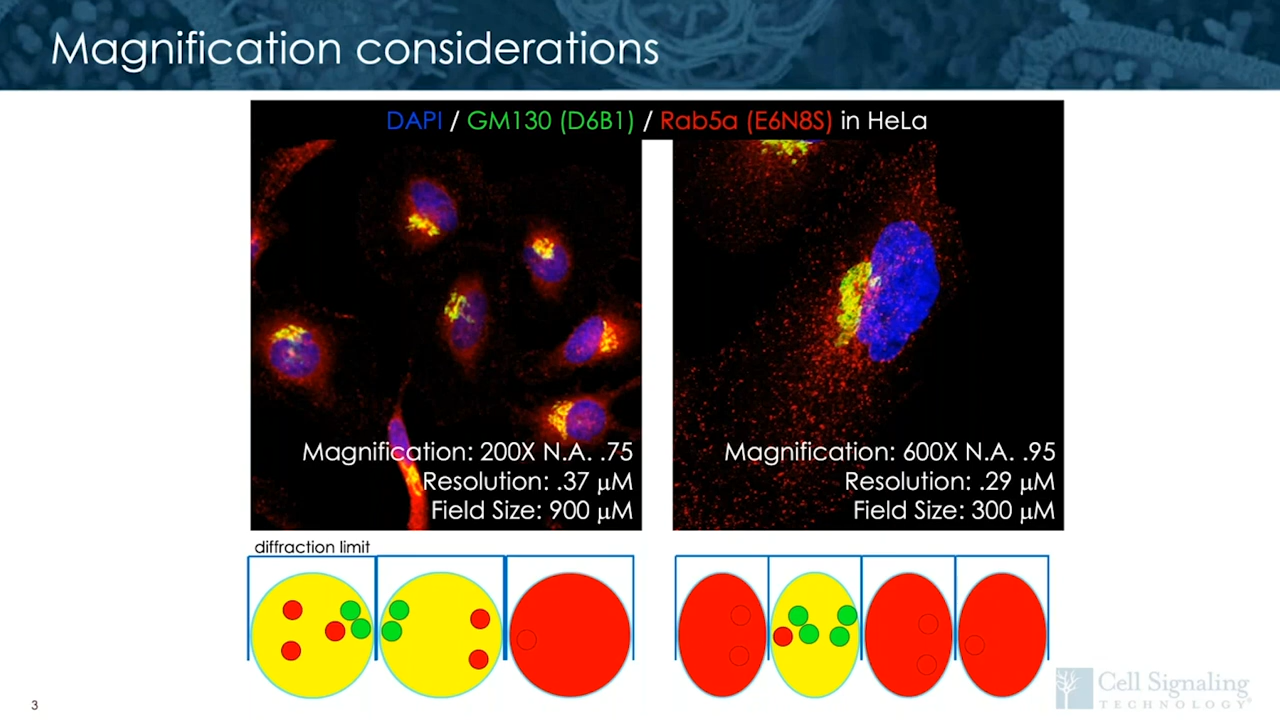 Magnification considerations
DAPI / GM130 (D6B1) / Rab5a (E6N8S) in HeLa
Magnification: 200X N.A. .75
Resolution: .37 µM
Field Size: 900 µM
Magnification: 600X N.A. .95
Resolution: .29 µM
Field Size: 300 µM
diffraction limit
3
Cell Signaling
TECHNOLOGY®